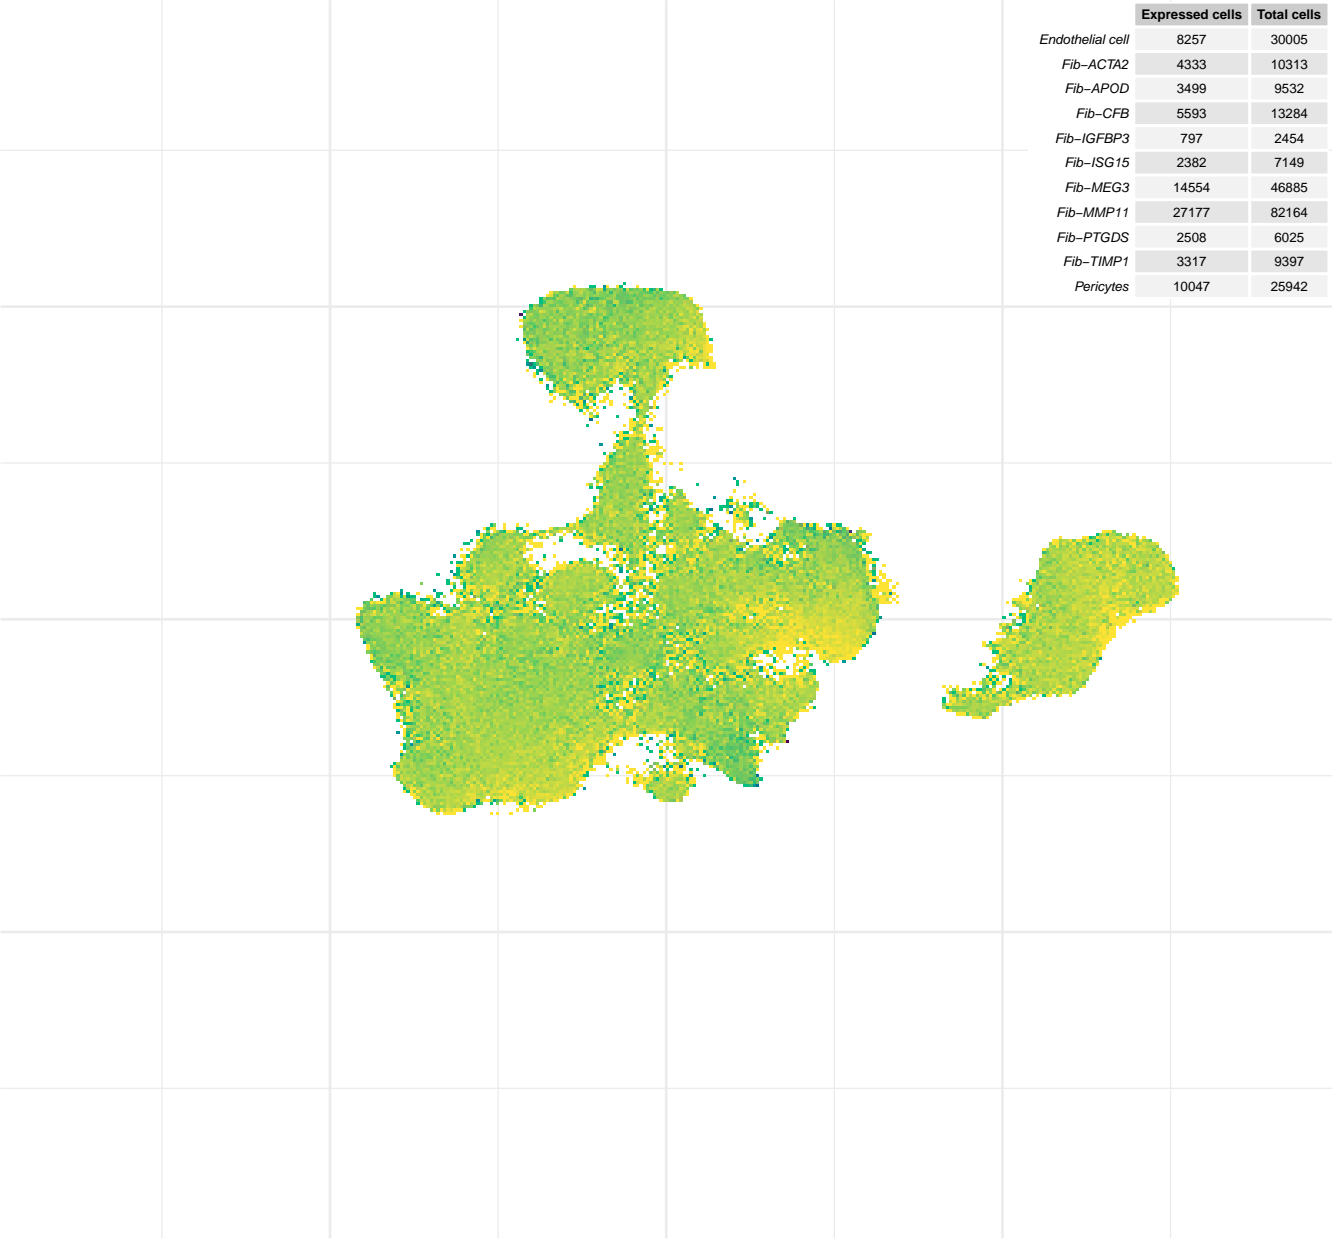 Expressed cells Total cells
Endothelial cell 8257 30005
Fib−ACTA2 4333 10313
Fib−APOD 3499 9532
Fib−CFB 5593 13284
Fib−IGFBP3 797 2454
Fib−ISG15 2382 7149
Fib−MEG3 14554 46885
Fib−MMP11 27177 82164
Fib−PTGDS 2508 6025
Fib−TIMP1 3317 9397
Pericytes 10047 25942